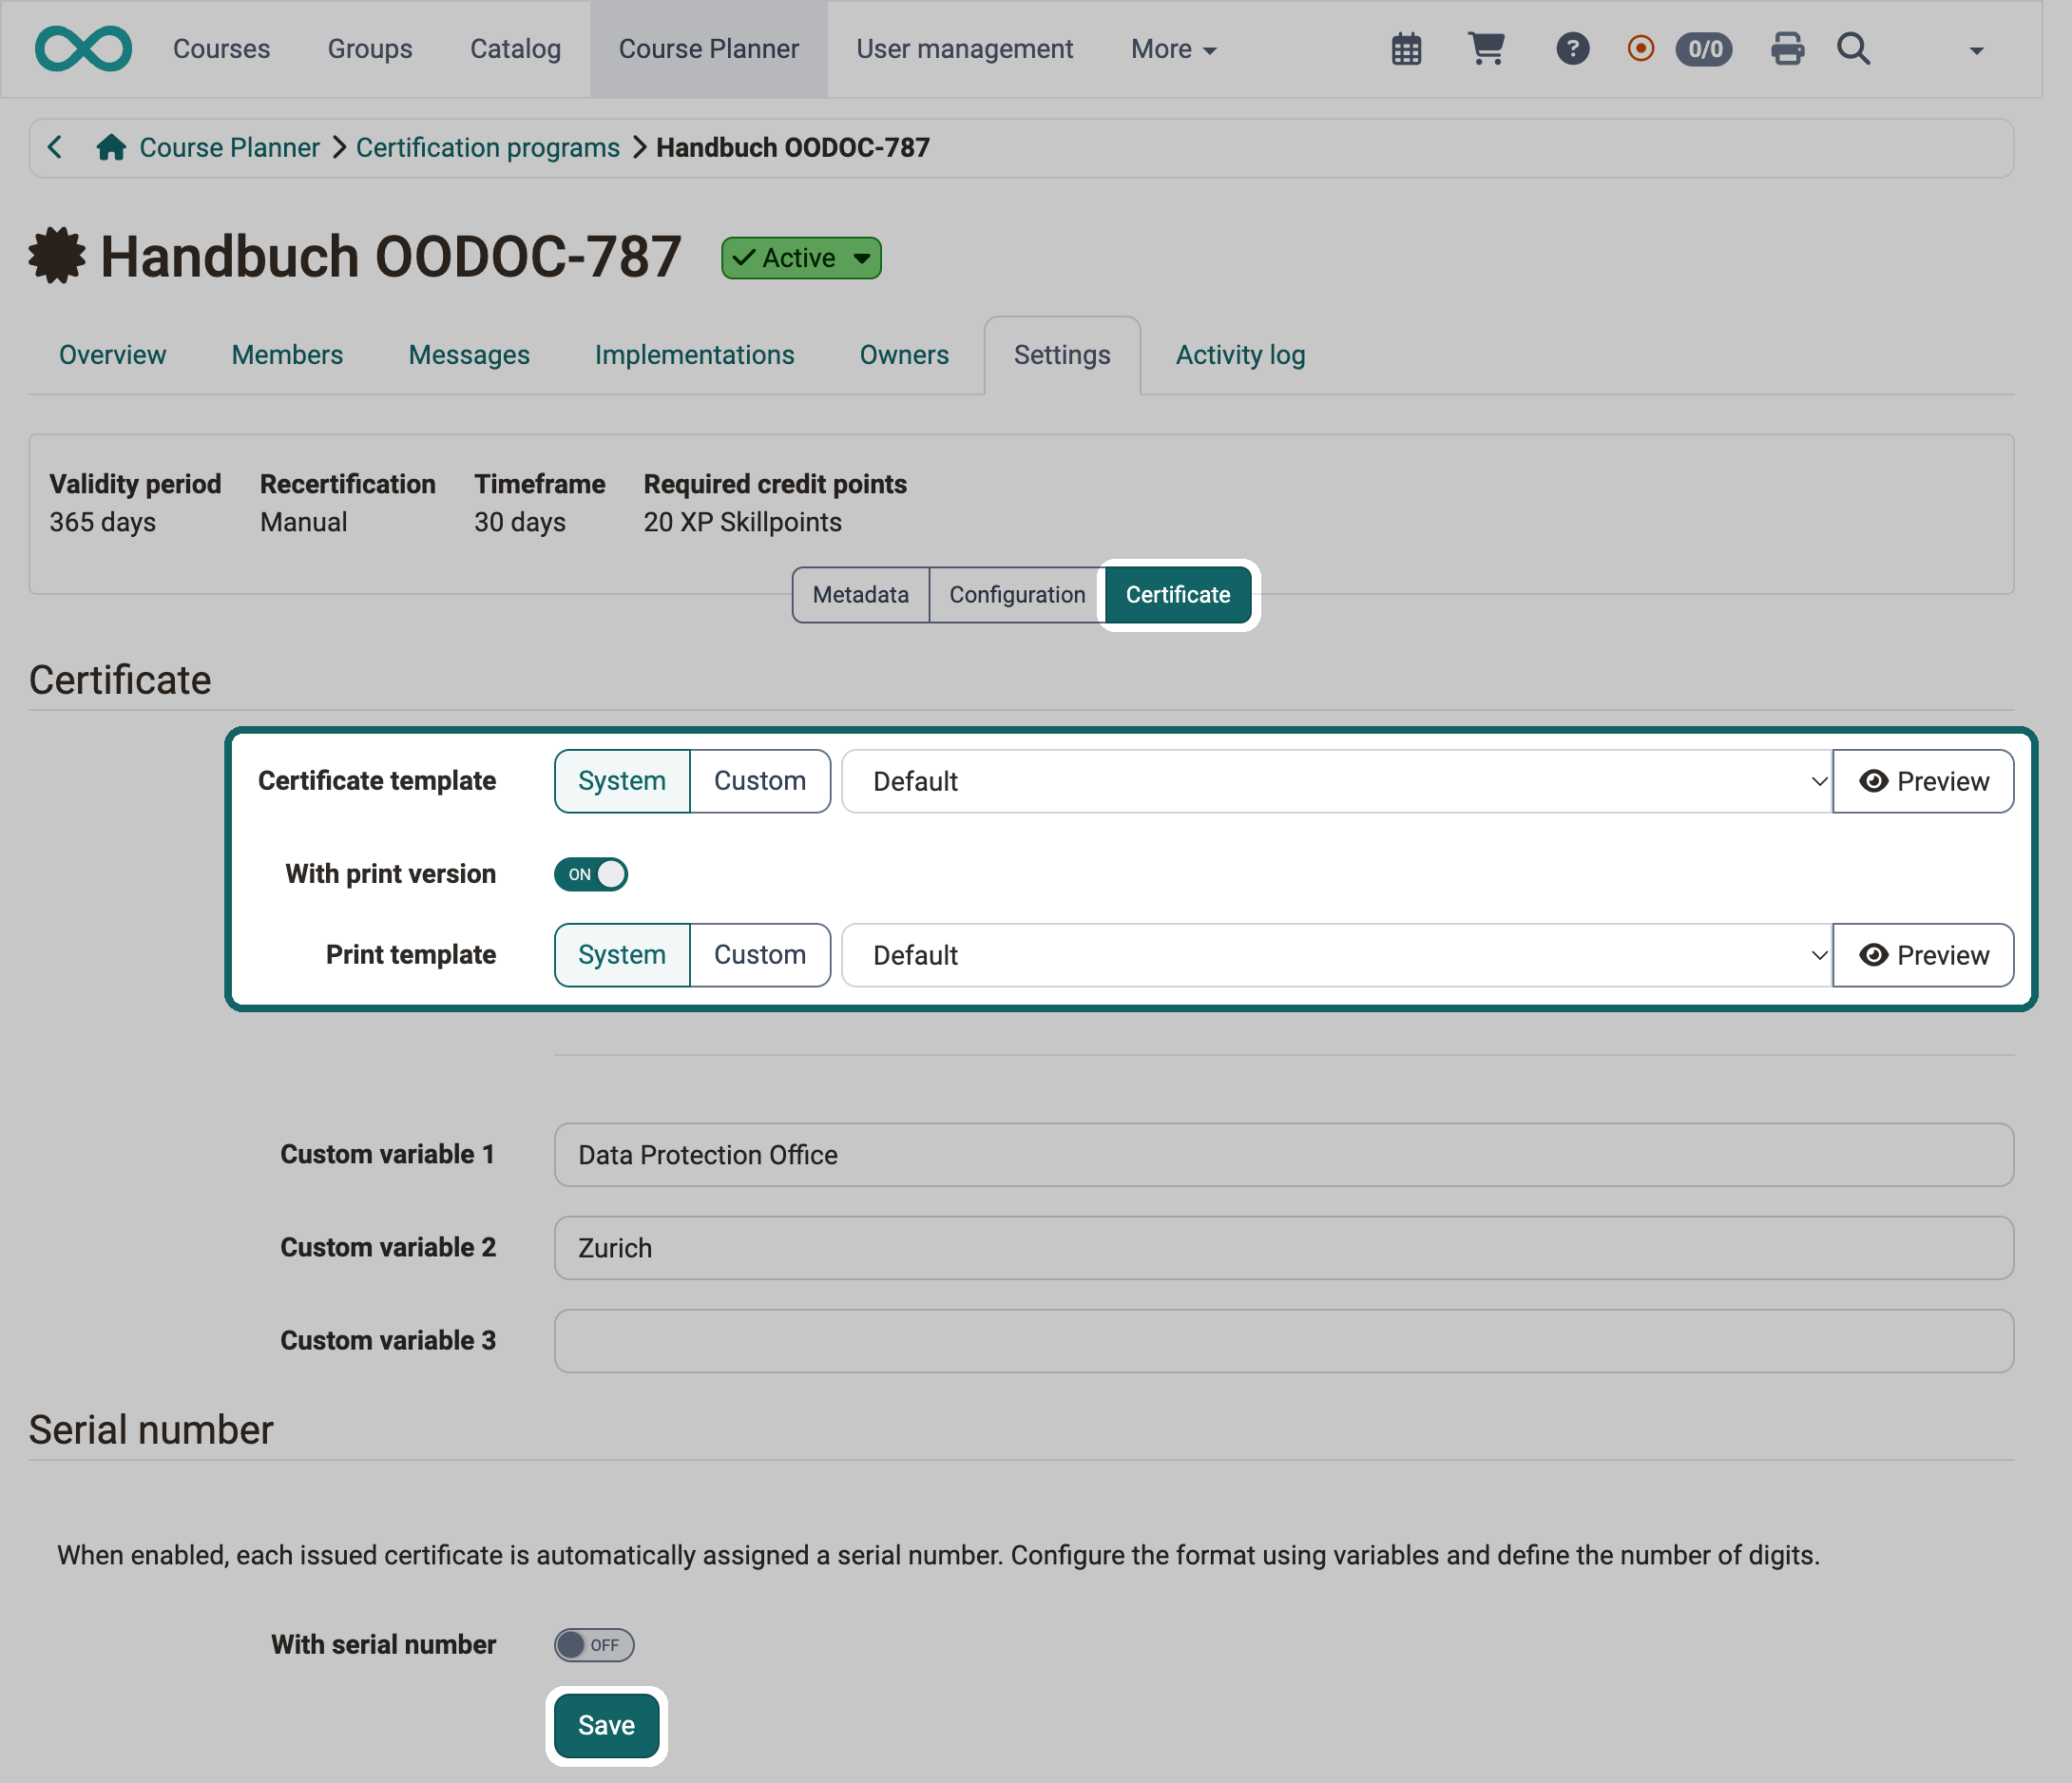 Courses Groups Catalog Course Planner User management More ? 0/0
Course Planner Certification programs Handbuch OODOC-787
Handbuch OODOC-787 Active
Overview Members Messages Implementations Owners Settings Activity log
Validity period Recertification Timeframe Required credit points
365 days Manual 30 days 20 XP Skillpoints
Metadata Configuration Certificate
Certificate
Certificate template System Custom Default Preview
With print version ON
Print template System Custom Default Preview
Custom variable 1 Data Protection Office
Custom variable 2 Zurich
Custom variable 3
Serial number
When enabled, each issued certificate is automatically assigned a serial number. Configure the format using variables and define the number of digits.
With serial number OFF
Save